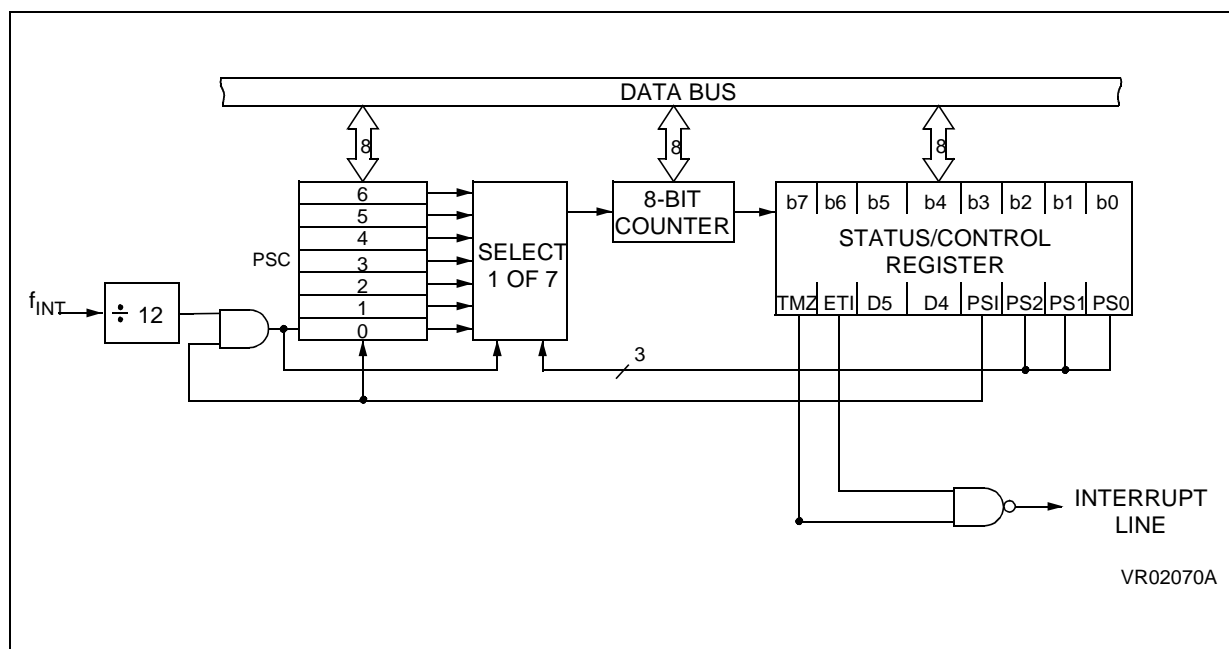 DATA BUS
8
8
8
6
5
4
3
2
1
0
PSC
SELECT
1 OF 7
8-BIT
COUNTER
b7 b6 b5 b4 b3 b2 b1 b0
STATUS/CONTROL
REGISTER
TMZ ETI D5 D4 PSI PS2 PS1 PS0
fINT
÷ 12
3
INTERRUPT
LINE
VR02070A